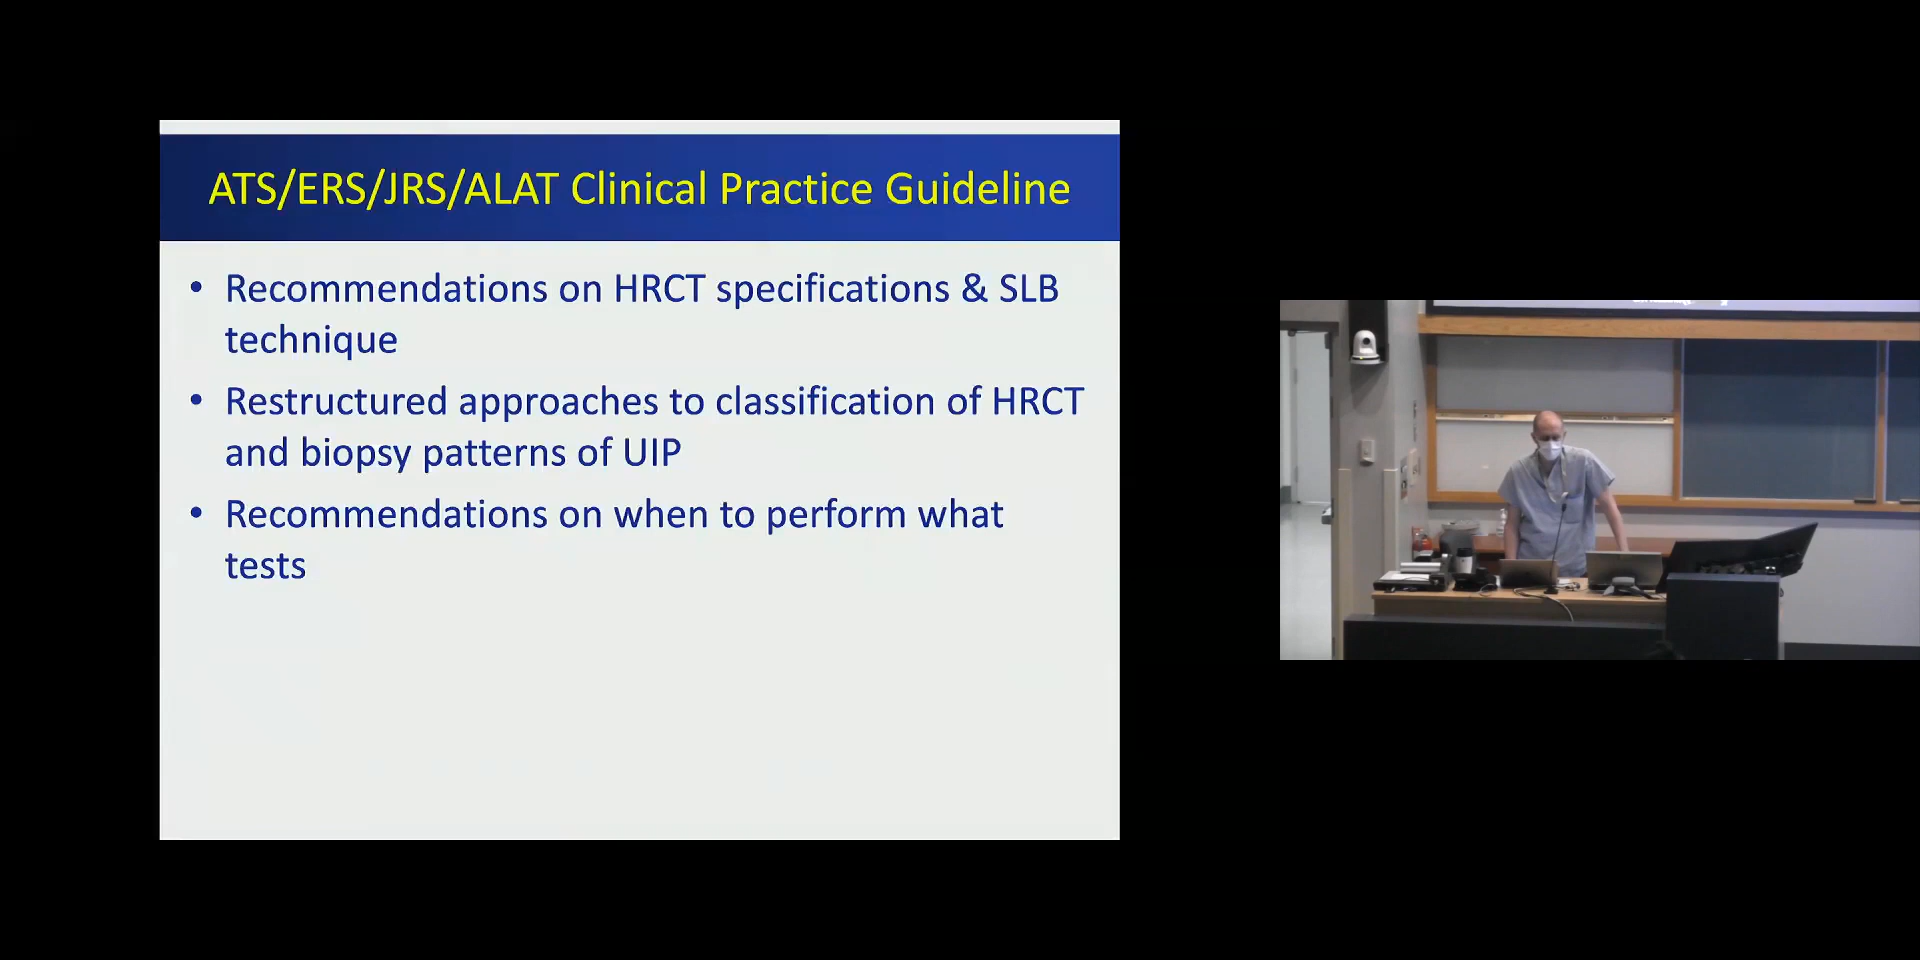 ATS/ERS/JRS/ALAT Clinical Practice Guideline
• Recommendations on HRCT specifications & SLB
technique
• Restructured approaches to classification of HRCT
and biopsy patterns of UIP
• Recommendations on when to perform what
tests